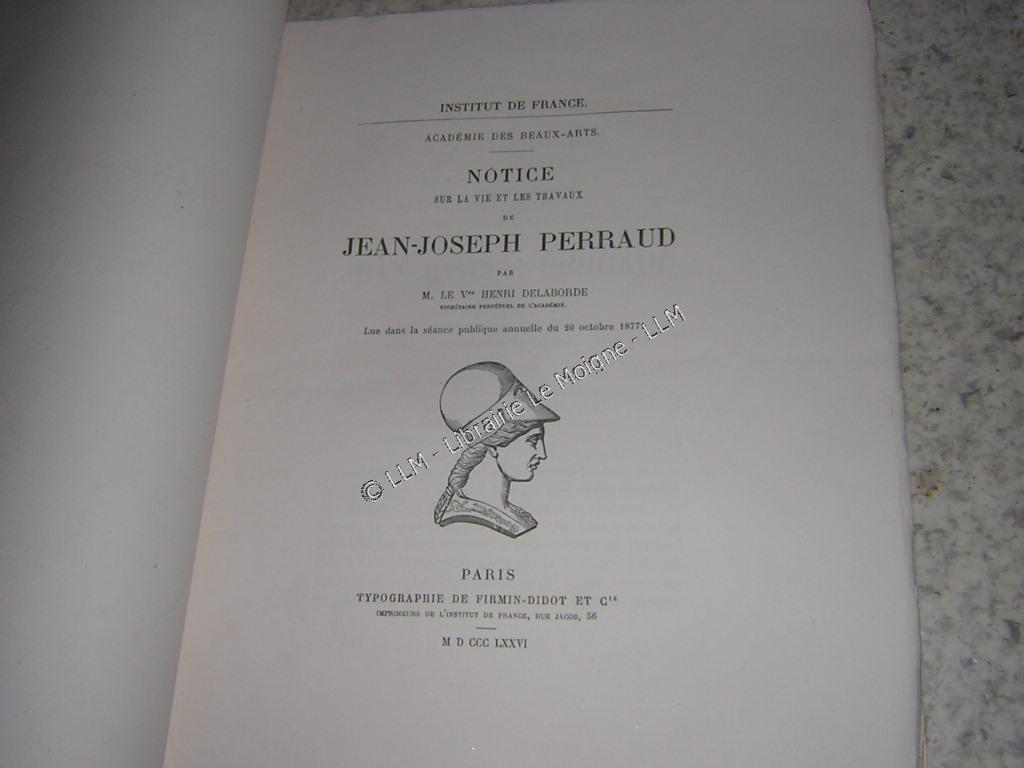 INSTITUT DE FRANCE.
ACADÉMIE DES BEAUX-ARTS.
NOTICE
SUR LA VIE ET LES TRAVAUX
DE
JEAN-JOSEPH PERRAUD
PAR
M. LE Vte HENRI DELABORDE
SECRÉTAIRE PERPÉTUEL DE L'ACADÉMIE.
Lue dans la séance publique annuelle du 20 octobre 1877.
© LLM - Librairie Le Moigne - LLM
PARIS
TYPOGRAPHIE DE FIRMIN-DIDOT ET Cie
IMPRIMEURS DE L'INSTITUT DE FRANCE, RUE JACOB, 56
M D CCC LXXVI